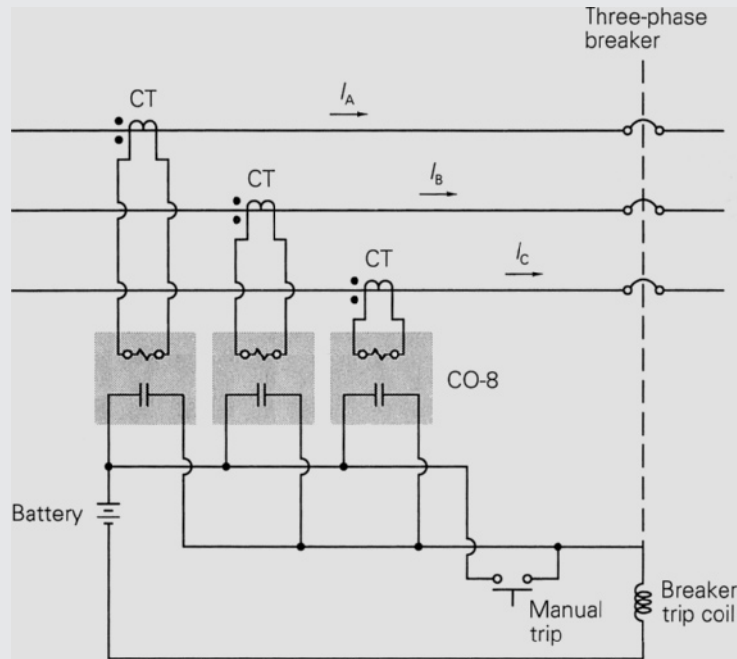 Three-phase
breaker
CT
I_A
CT
I_B
CT
I_C
CO-8
Battery
Manual
trip
Breaker
trip coil